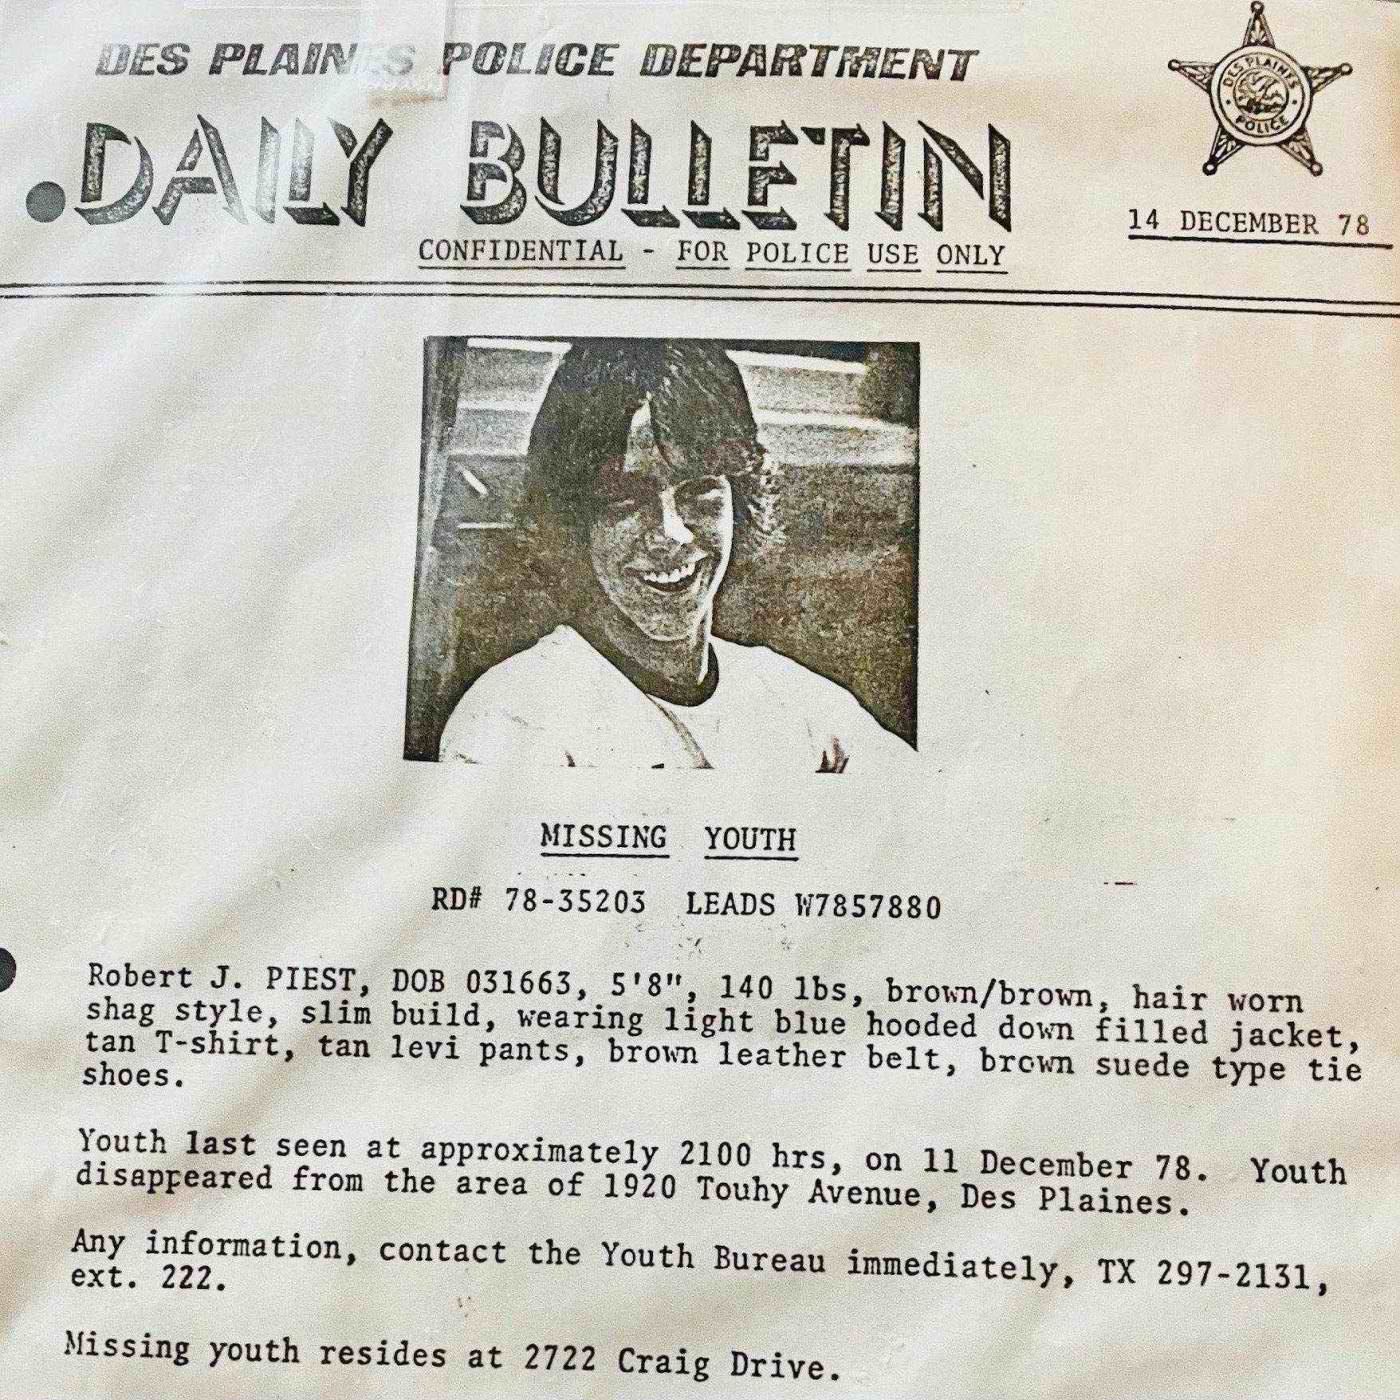 DES PLAINES POLICE DEPARTMENT
DES PLAINES
POLICE
.DAILY BULLETIN
14 DECEMBER 78
CONFIDENTIAL - FOR POLICE USE ONLY
MISSING YOUTH
RD# 78-35203 LEADS W7857880
Robert J. PIEST, DOB 031663, 5'8", 140 lbs, brown/brown, hair worn
shag style, slim build, wearing light blue hooded down filled jacket,
tan T-shirt, tan levi pants, brown leather belt, brown suede type tie
shoes.
Youth last seen at approximately 2100 hrs, on 11 December 78. Youth
disappeared from the area of 1920 Touhy Avenue, Des Plaines.
Any information, contact the Youth Bureau immediately, TX 297-2131,
ext. 222.
Missing youth resides at 2722 Craig Drive.